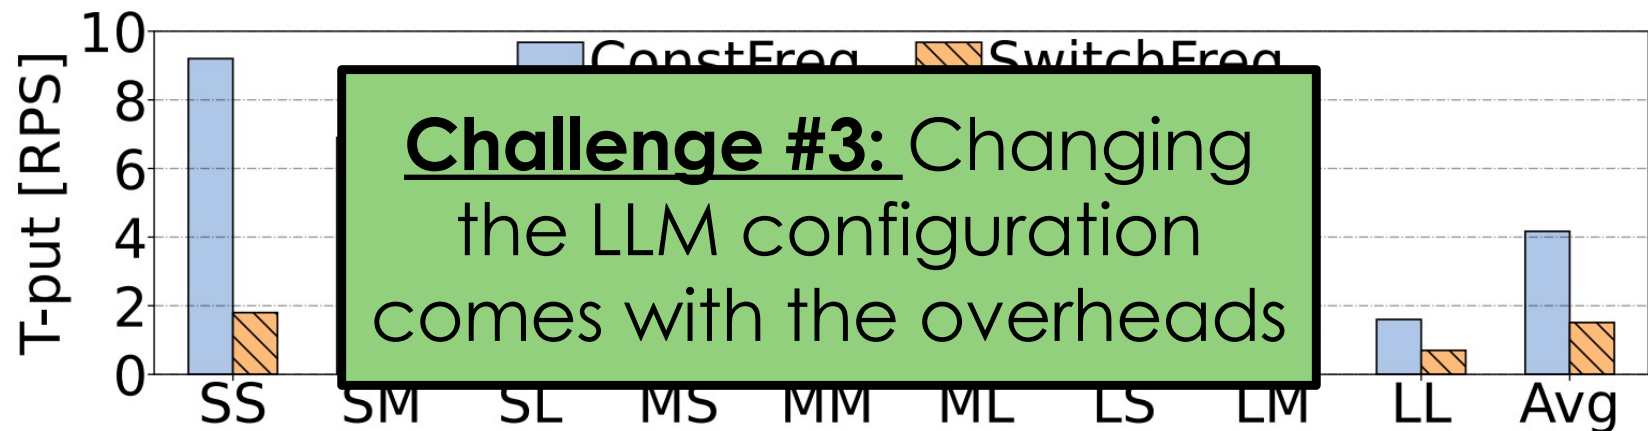 10
ConstFreq SwitchFreq
8
6
4
2
0
T-put [RPS]
Challenge #3: Changing
the LLM configuration
comes with the overheads
SS SM SL MS MM ML LS LM LL Avg